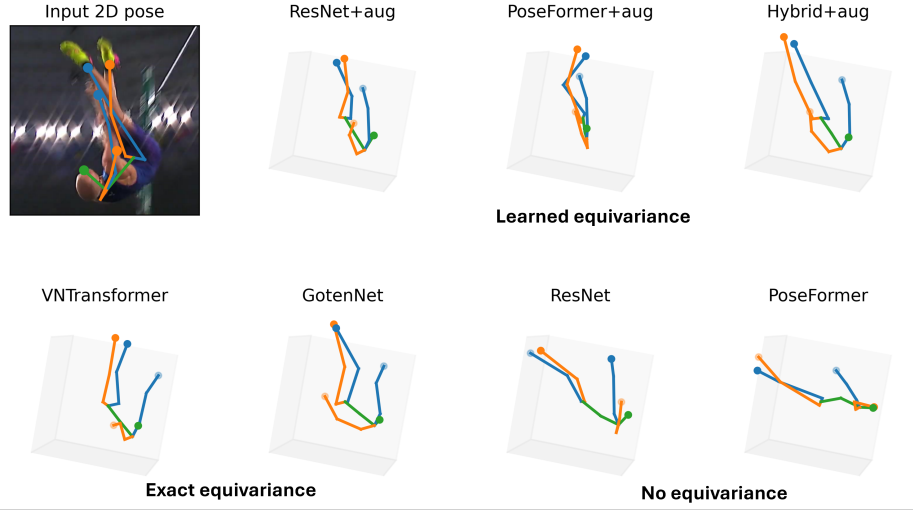 Input 2D pose
ResNet+aug
PoseFormer+aug
Hybrid+aug
Learned equivariance
VNTransformer
GotenNet
ResNet
PoseFormer
Exact equivariance
No equivariance